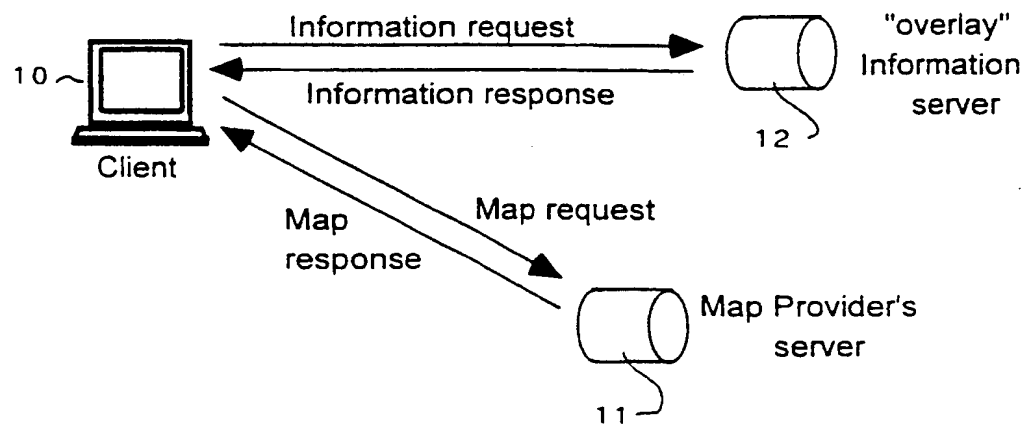 Information request
"overlay"
Information
server
10
Information response
12
Client
Map request
Map
response
Map Provider's
server
11